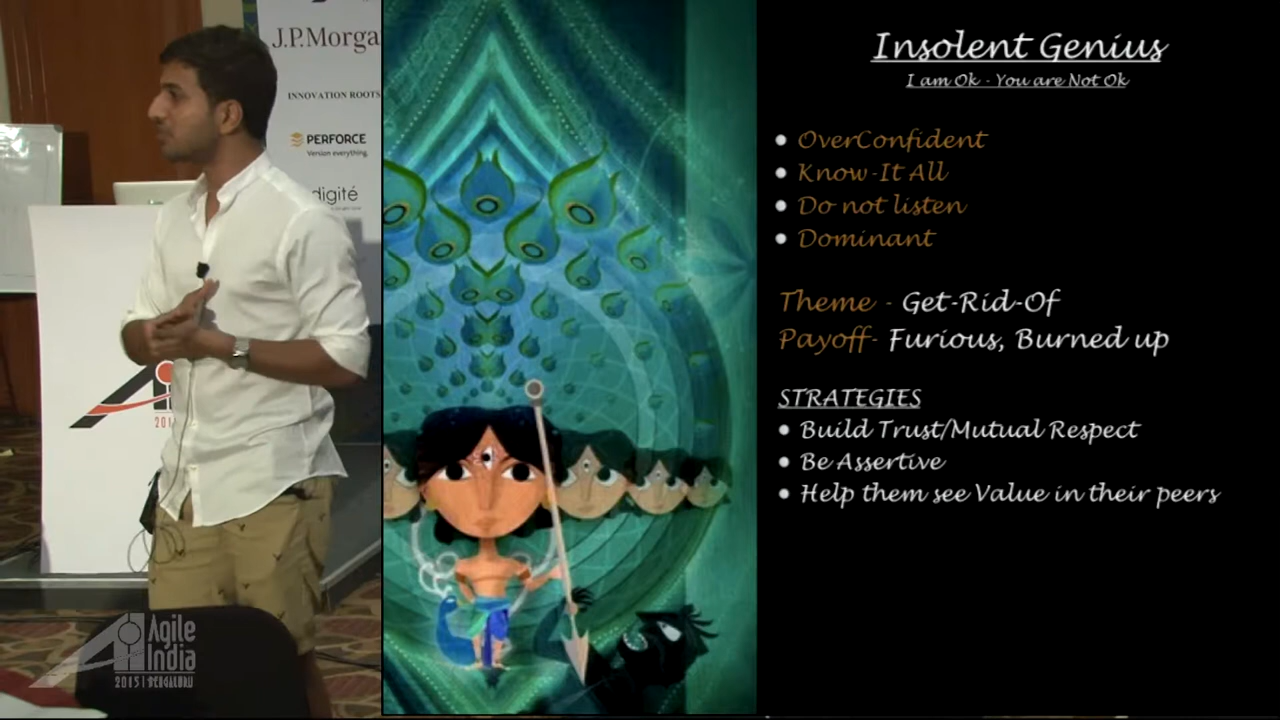 J.P.Morga
INNOVATION ROOTS
PERFORCE
Version everything.
digité
201
Agile
India
2015 | BENGALURU
Insolent Genius
I am Ok - You are Not Ok
OverConfident
Know-It All
Do not listen
Dominant
Theme - Get-Rid-Of
Payoff- Furious, Burned up
STRATEGIES
Build Trust/Mutual Respect
Be Assertive
Help them see Value in their peers